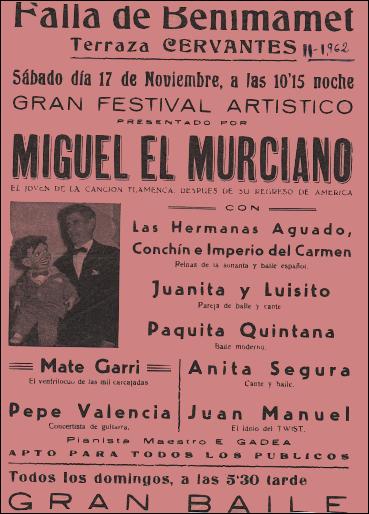 Falla de Benimamet
Terraza CERVANTES 11-1962
Sábado día 17 de Noviembre, a las 10'15 noche
GRAN FESTIVAL ARTISTICO
PRESENTADO POR
MIGUEL EL MURCIANO
EL JOVEN DE LA CANCION FLAMENCA, DESPUES DE SU REGRESO DE AMERICA
CON
Las Hermanas Aguado,
Conchín e Imperio del Carmen
Reinas de la sonanta y baile español.
Juanita y Luisito
Pareja de baile y cante
Paquita Quintana
Baile moderno.
Mate Garri
El ventrilocuo de las mil carcajadas
Anita Segura
Cante y baile.
Pepe Valencia
Concertista de guitarra.
Juan Manuel
El idolo del TWIST.
Pianista Maestro E. GADEA
APTO PARA TODOS LOS PUBLICOS
Todos los domingos, a las 5'30 tarde
GRAN BAILE